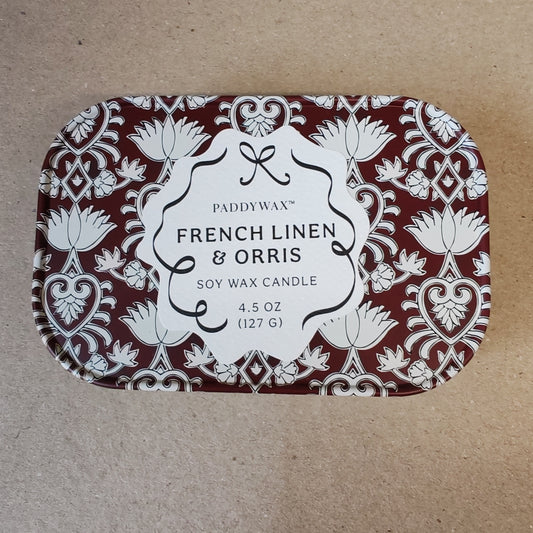 PADDYWAX™
FRENCH LINEN
& ORRIS
SOY WAX CANDLE
4.5 OZ
(127 G)